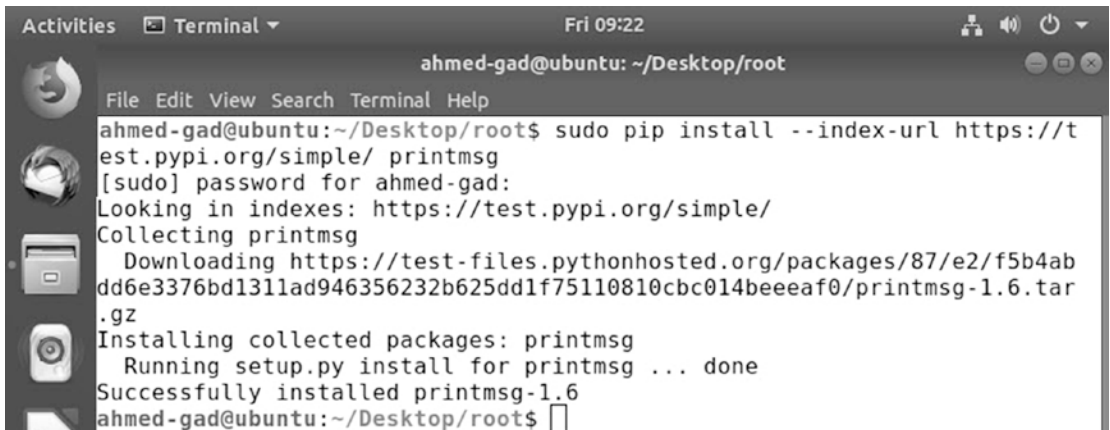 Activities Terminal Fri 09:22
ahmed-gad@ubuntu: ~/Desktop/root
File Edit View Search Terminal Help
ahmed-gad@ubuntu:~/Desktop/root$ sudo pip install --index-url https://t
est.pypi.org/simple/ printmsg
[sudo] password for ahmed-gad:
Looking in indexes: https://test.pypi.org/simple/
Collecting printmsg
  Downloading https://test-files.pythonhosted.org/packages/87/e2/f5b4ab
dd6e3376bd1311ad946356232b625dd1f75110810cbc014beeeaf0/printmsg-1.6.tar
.gz
Installing collected packages: printmsg
  Running setup.py install for printmsg ... done
Successfully installed printmsg-1.6
ahmed-gad@ubuntu:~/Desktop/root$